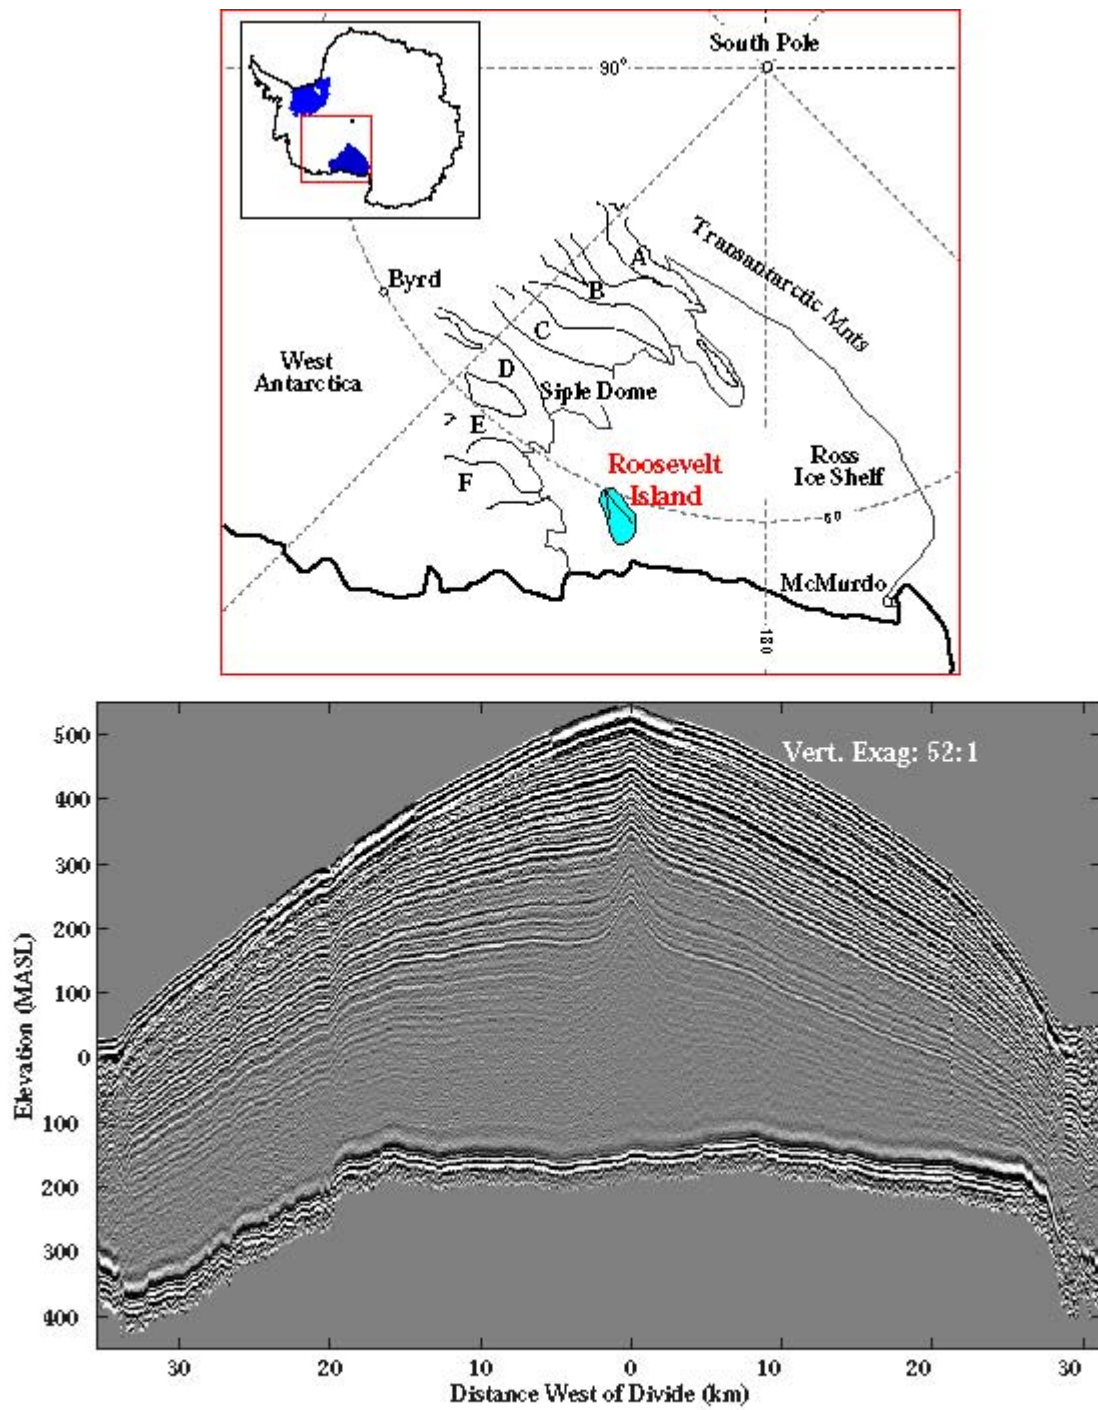 South Pole
90°
Transantarctic Mnts
Byrd
A
B
C
West
Antarctica
D
Siple Dome
E
F
Roosevelt
Island
Ross
Ice Shelf
McMurdo
180
Vert. Exag: 52:1
500
400
300
200
100
0
100
200
300
400
Elevation (MASL)
30 20 10 0 10 20 30
Distance West of Divide (km)